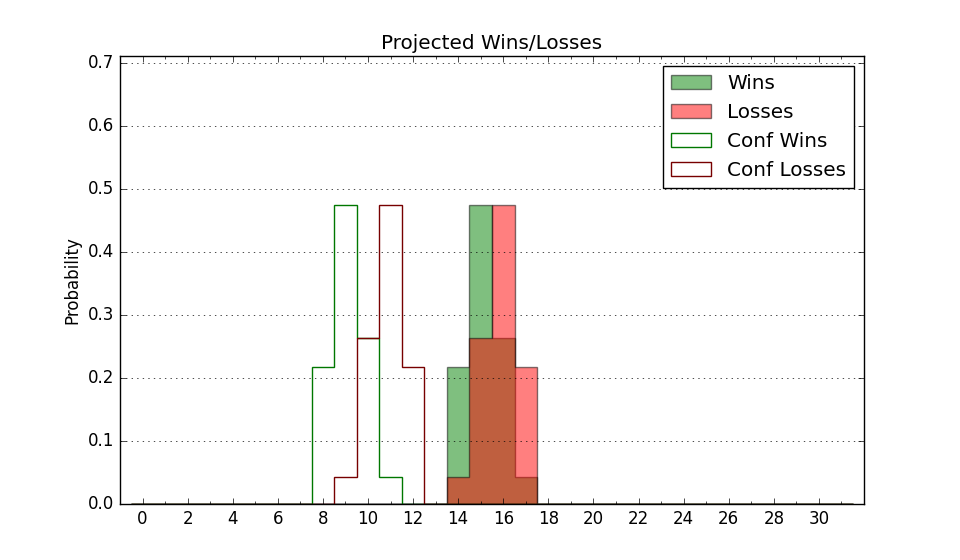 Projected Wins/Losses
Wins
Losses
Conf Wins
Conf Losses
Probability
0.7
0.6
0.5
0.4
0.3
0.2
0.1
0.0
0 2 4 6 8 10 12 14 16 18 20 22 24 26 28 30